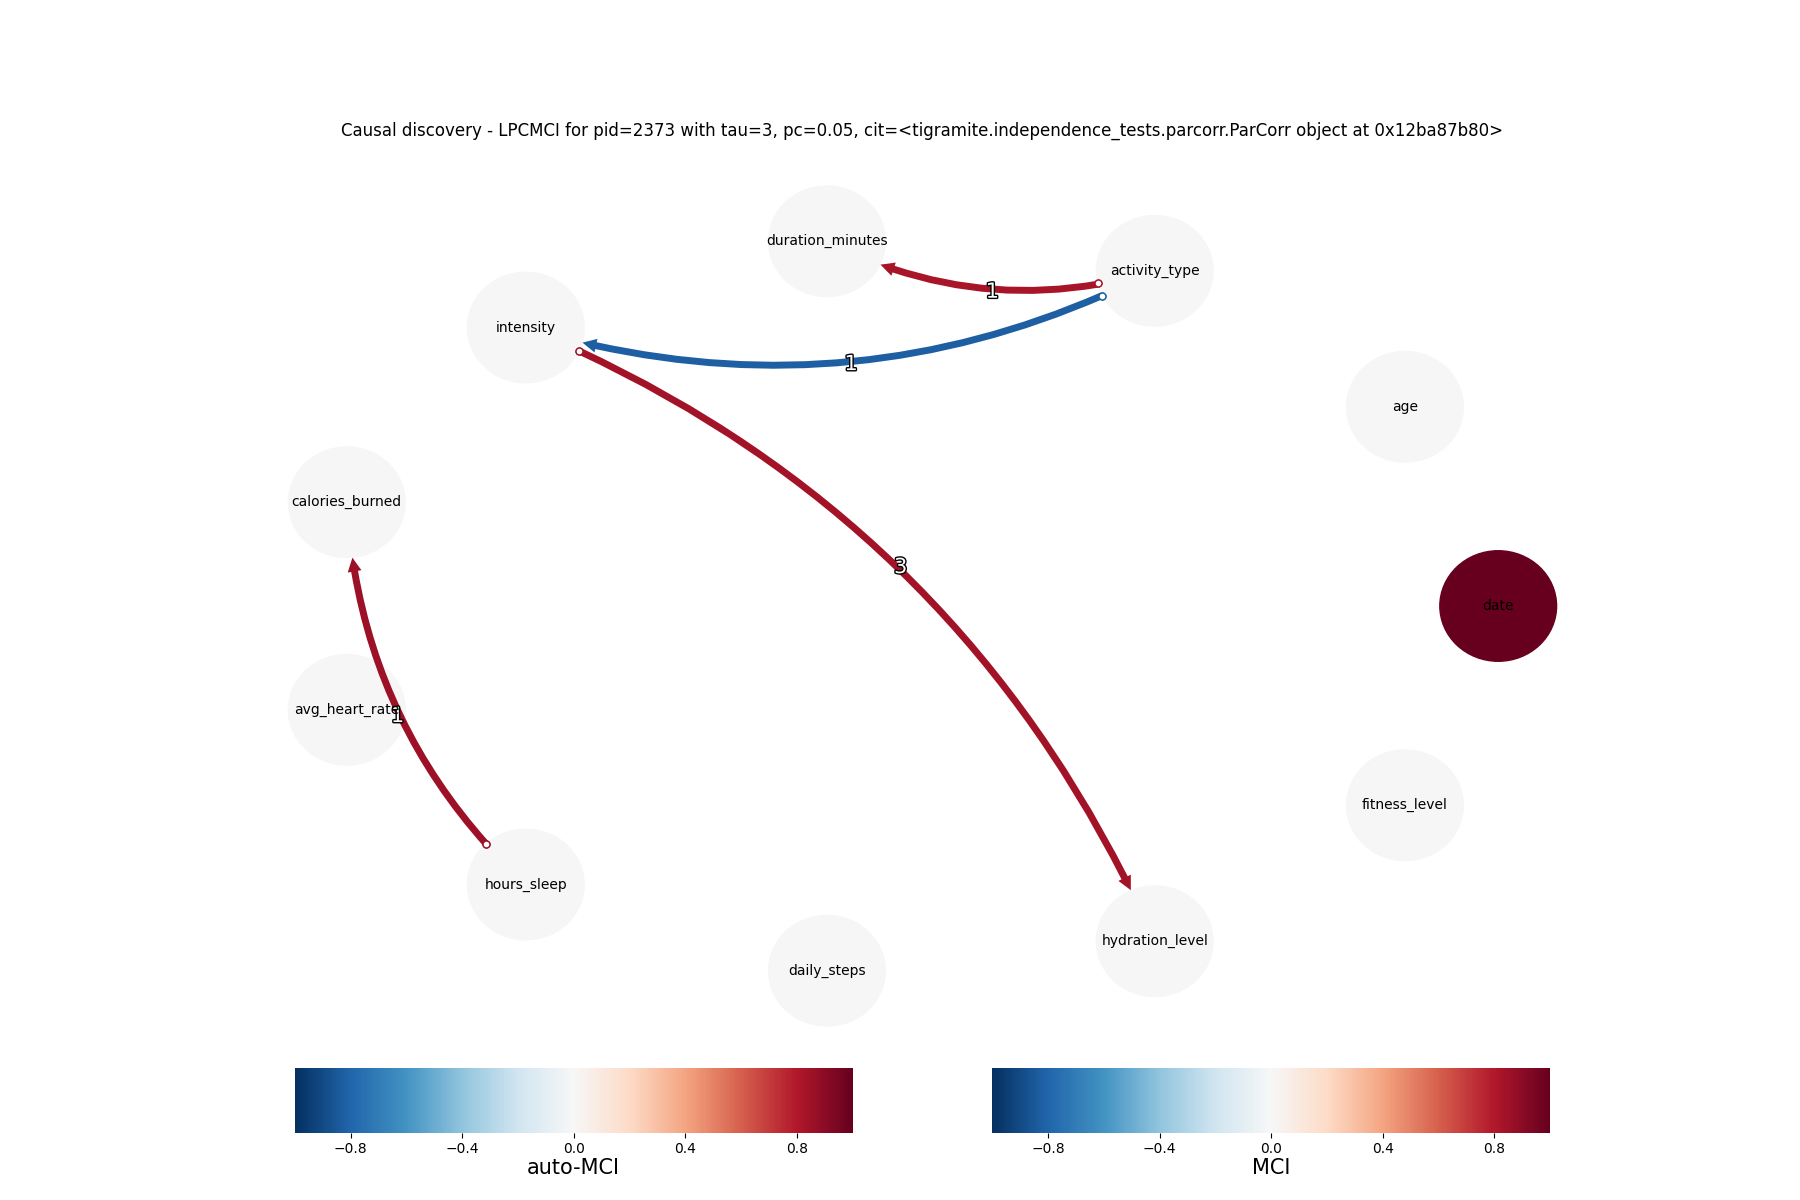 Causal discovery - LPCMCI for pid=2373 with tau=3, pc=0.05, cit=<tigramite.independence_tests.parcorr.ParCorr object at 0x12ba87b80>
duration_minutes
activity_type
1
intensity
1
age
calories_burned
3
date
avg_heart_rate
1
fitness_level
hours_sleep
hydration_level
daily_steps
−0.8 −0.4 0.0 0.4 0.8
auto-MCI
−0.8 −0.4 0.0 0.4 0.8
MCI